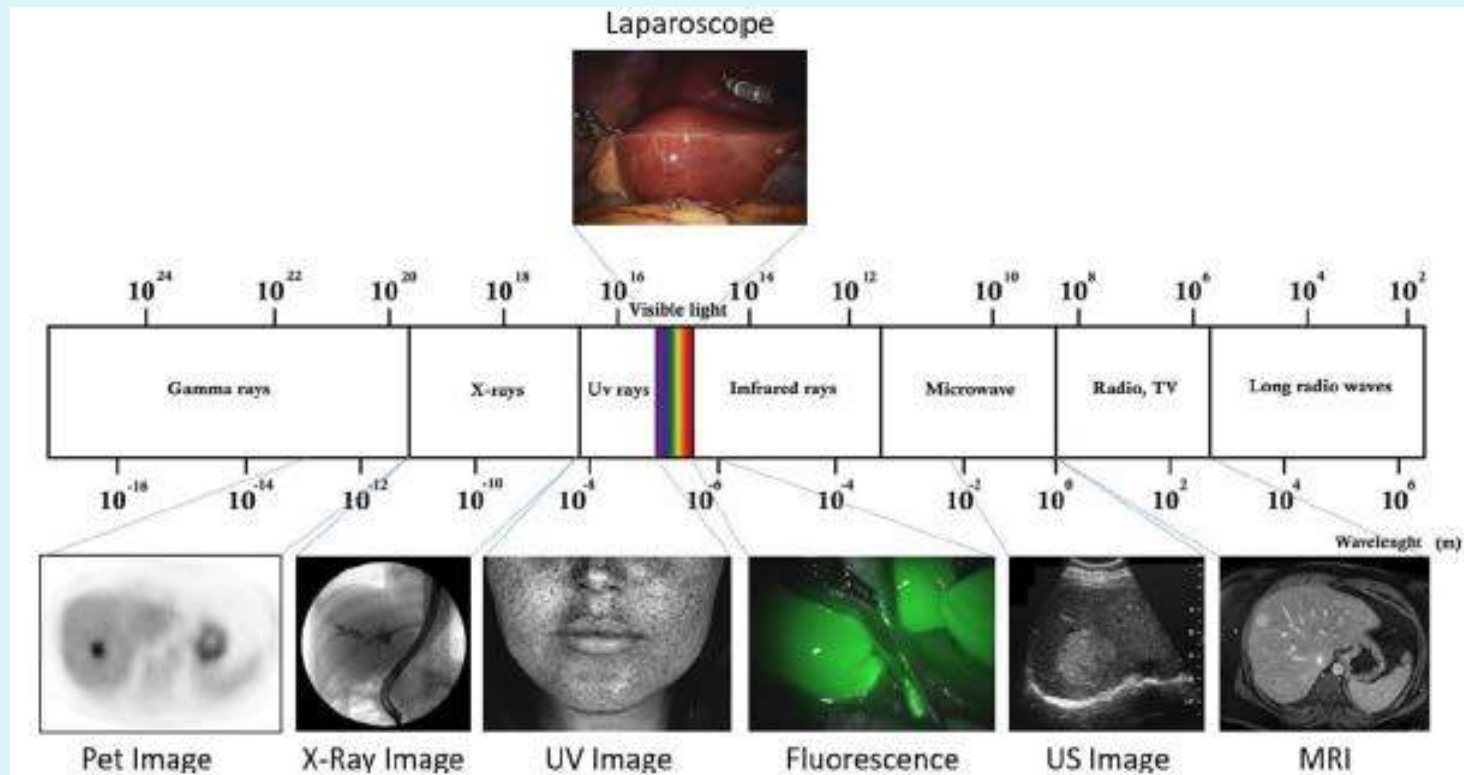 Laparoscope
10^24 10^22 10^20 10^18 10^16 10^14 10^12 10^10 10^8 10^6 10^4 10^2
Visible light
Gamma rays X-rays Uv rays Imfrared rays Microwave Radio, TV Long radio waves
10^-16 10^-14 10^-12 10^-10 10^-8 10^-6 10^-4 10^-2 10^0 10^2 10^4 10^6
Wavelenght (m)
Pet Image X-Ray Image UV Image Fluorescence US Image MRI